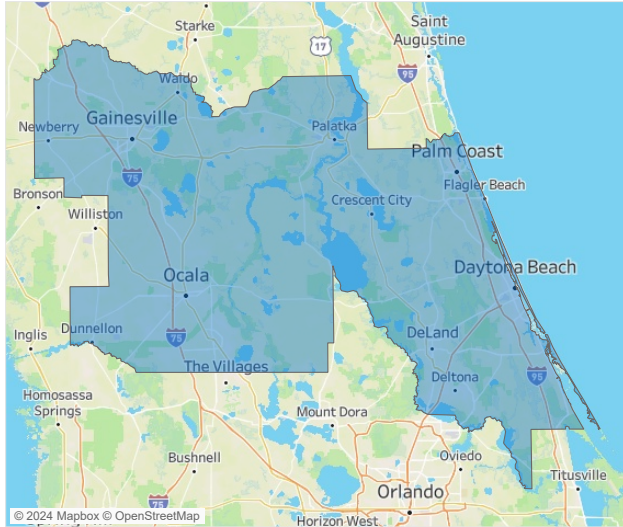 Starke
Saint
Augustine
17
95
Waldo
Gainesville
Newberry
Palatka
Palm Coast
75
Flagler Beach
Bronson
Crescent City
Williston
Ocala
Daytona Beach
Inglis
Dunnellon
75
DeLand
The Villages
95
Deltona
Homosassa
Springs
Mount Dora
Bushnell
Oviedo
Titusville
Orlando
© 2024 Mapbox © OpenStreetMap
Horizon West